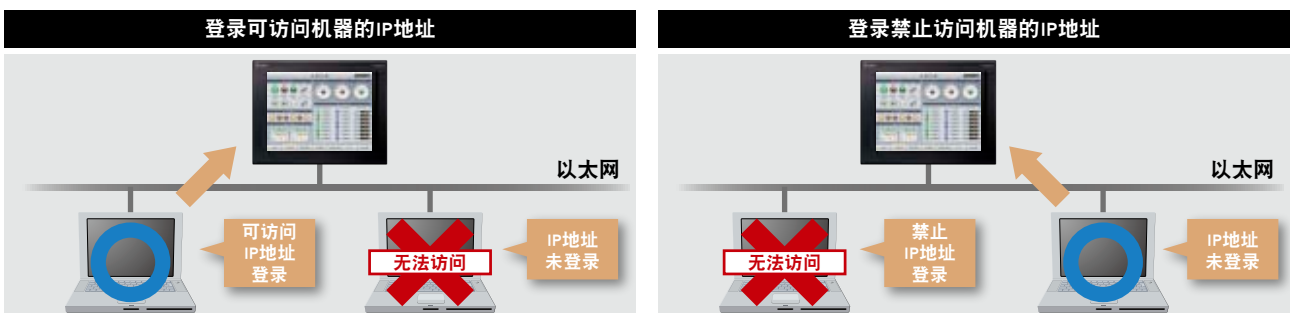 登录可访问机器的IP地址
以太网
可访问
IP地址
登录
无法访问
IP地址
未登录
登录禁止访问机器的IP地址
以太网
无法访问
禁止
IP地址
登录
IP地址
未登录